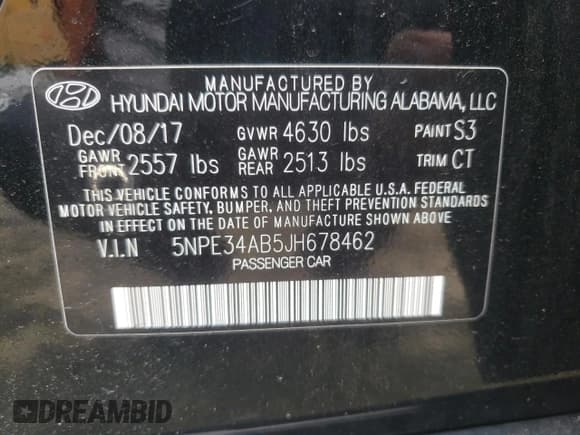 MANUFACTURED BY
HYUNDAI MOTOR MANUFACTURING ALABAMA, LLC
Dec/08/17 GVWR 4630 lbs PAINT S3
GAWR FRONT 2557 lbs GAWR REAR 2513 lbs TRIM CT
THIS VEHICLE CONFORMS TO ALL APPLICABLE U.S.A. FEDERAL
MOTOR VEHICLE SAFETY, BUMPER, AND THEFT PREVENTION STANDARDS
IN EFFECT ON THE DATE OF MANUFACTURE SHOWN ABOVE.
V.I.N 5NPE34AB5JH678462
PASSENGER CAR
DREAMBID